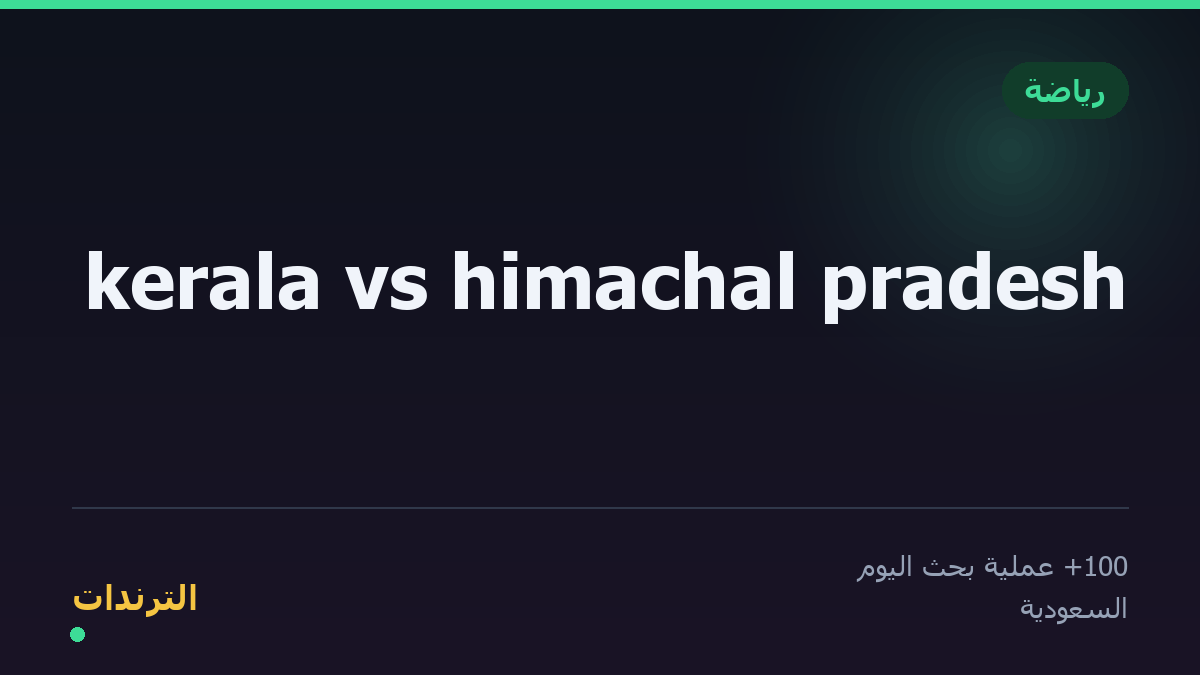 رياضة
kerala vs himachal pradesh
100+ عملية بحث اليوم
السعودية
الترندات